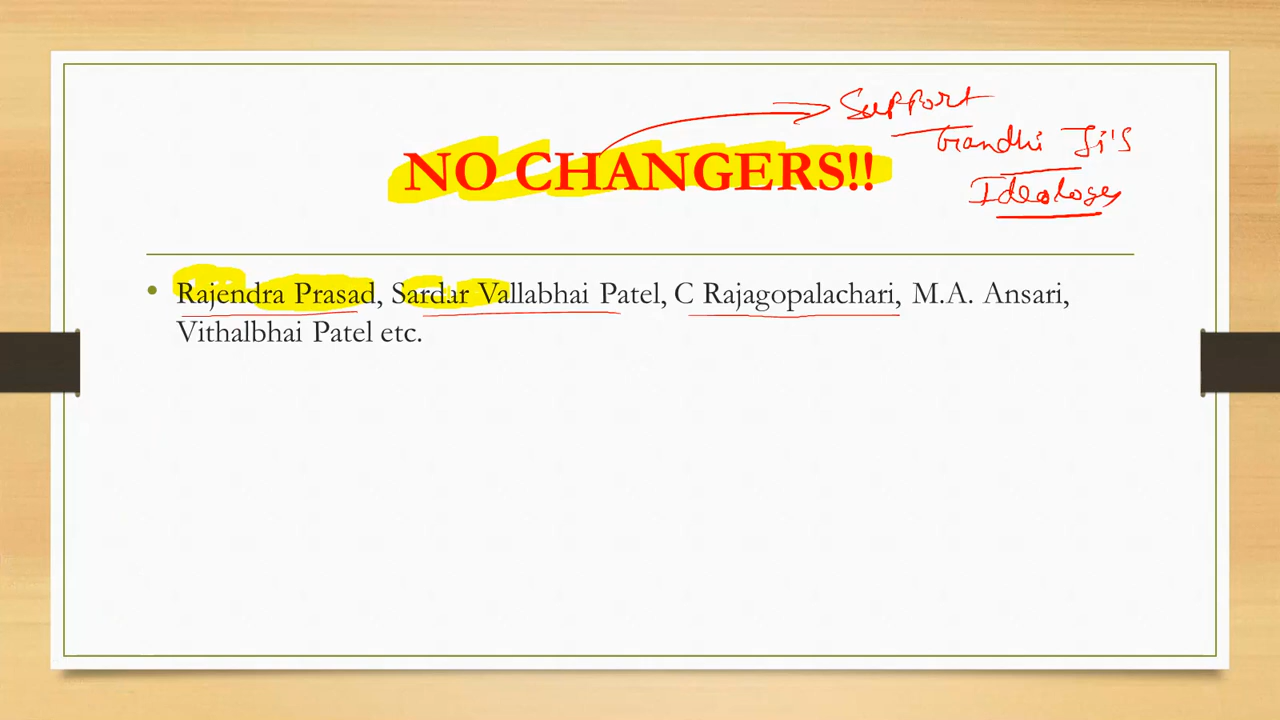 Support
Gandhi Ji's
Ideology
NO CHANGERS!!
• Rajendra Prasad, Sardar Vallabhai Patel, C Rajagopalachari, M.A. Ansari,
Vithalbhai Patel etc.